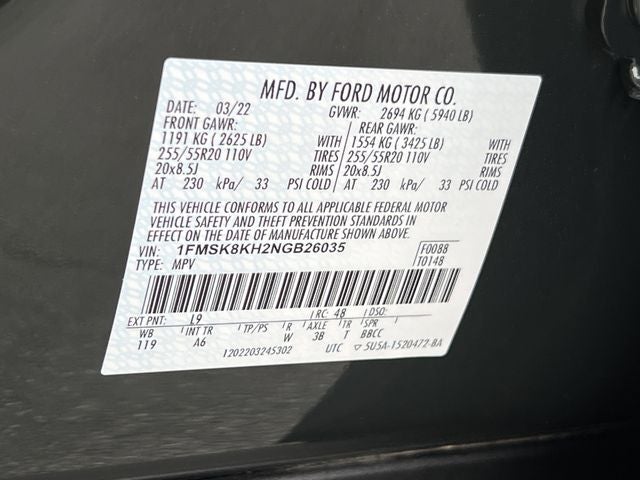 MFD. BY FORD MOTOR CO.
DATE: 03/22 GVWR: 2694 KG ( 5940 LB)
FRONT GAWR: REAR GAWR:
1191 KG ( 2625 LB) WITH 1554 KG ( 3425 LB) WITH
255/55R20 110V TIRES 255/55R20 110V TIRES
20x8.5J RIMS 20x8.5J RIMS
AT 230 kPa/ 33 PSI COLD AT 230 kPa/ 33 PSI COLD
THIS VEHICLE CONFORMS TO ALL APPLICABLE FEDERAL MOTOR
VEHICLE SAFETY AND THEFT PREVENTION STANDARDS IN
EFFECT ON THE DATE OF MANUFACTURE SHOWN ABOVE.
VIN: 1FMSK8KH2NGB26035 F0088
TYPE: MPV T0148
EXT PNT: L9 RC: 48 DSO:
WB INT TR TP/PS R AXLE TR SPR
119 A6 W 3B T BBCC
1202203245302 UTC ▽ 5U5A-1520472-BA